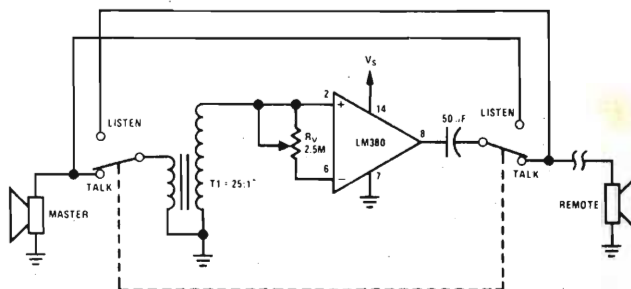 LISTEN
TALK
MASTER
T1 = 25:1
RV
2.5M
2
+
6
−
VS
14
LM380
8
7
50 µF
LISTEN
TALK
REMOTE